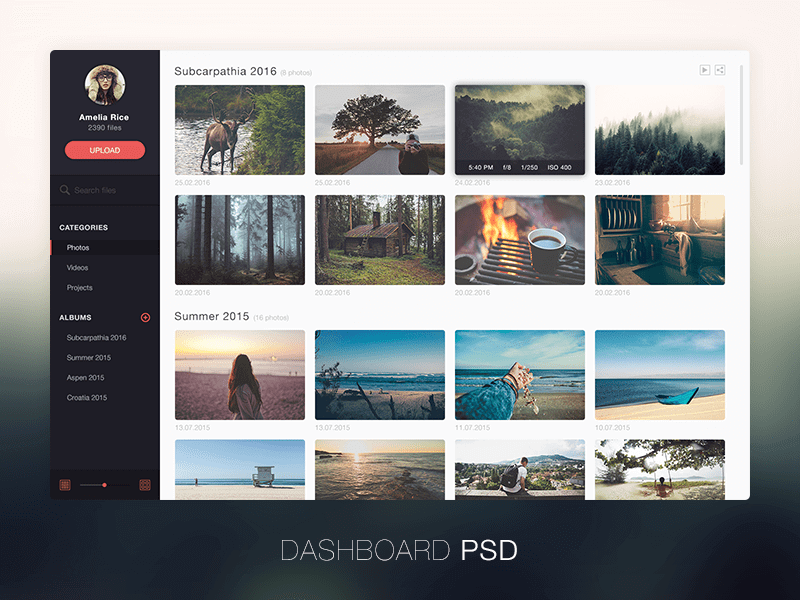 Amelia Rice
2390 files
UPLOAD
Search files
CATEGORIES
Photos
Videos
Projects
ALBUMS
Subcarpathia 2016
Summer 2015
Aspen 2015
Croatia 2015
Subcarpathia 2016 (8 photos)
5:40 PM f/8 1/250 ISO 400
25.02.2016 25.02.2016 24.02.2016 23.02.2016
20.02.2016 20.02.2016 20.02.2016 20.02.2016
Summer 2015 (16 photos)
13.07.2015 13.07.2015 11.07.2015 10.07.2015
DASHBOARD PSD